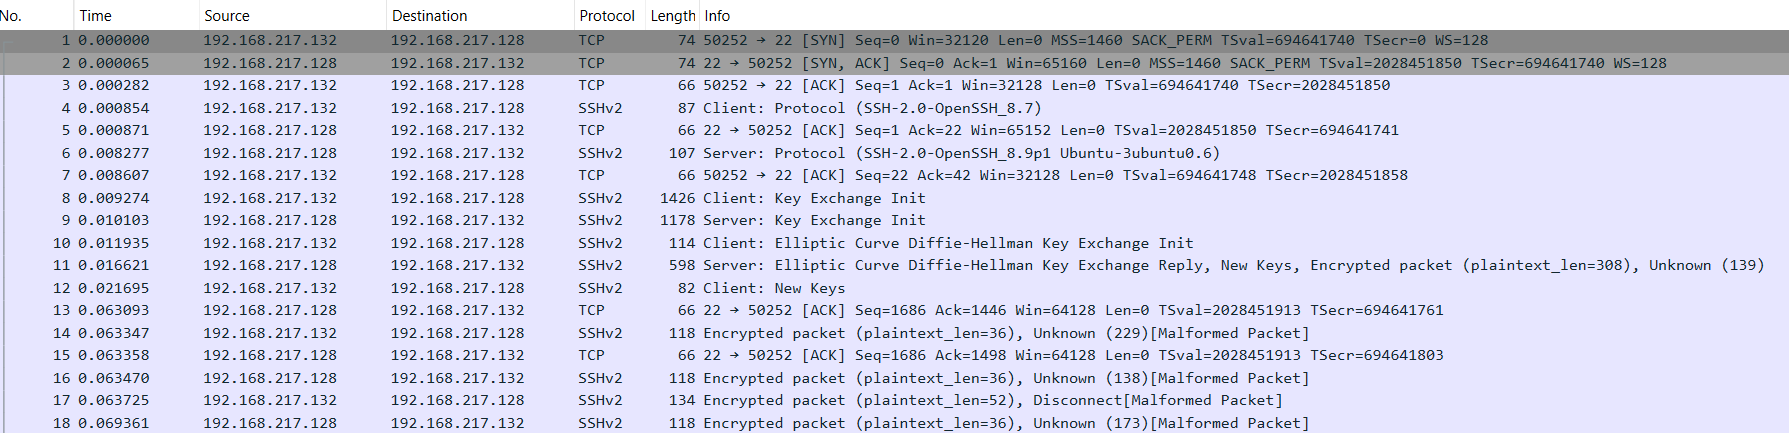 No. Time Source Destination Protocol Length Info
1 0.000000 192.168.217.132 192.168.217.128 TCP 74 50252 → 22 [SYN] Seq=0 Win=32120 Len=0 MSS=1460 SACK_PERM TSval=694641740 TSecr=0 WS=128
2 0.000065 192.168.217.128 192.168.217.132 TCP 74 22 → 50252 [SYN, ACK] Seq=0 Ack=1 Win=65160 Len=0 MSS=1460 SACK_PERM TSval=2028451850 TSecr=694641740 WS=128
3 0.000282 192.168.217.132 192.168.217.128 TCP 66 50252 → 22 [ACK] Seq=1 Ack=1 Win=32128 Len=0 TSval=694641740 TSecr=2028451850
4 0.000854 192.168.217.132 192.168.217.128 SSHv2 87 Client: Protocol (SSH-2.0-OpenSSH_8.7)
5 0.000871 192.168.217.128 192.168.217.132 TCP 66 22 → 50252 [ACK] Seq=1 Ack=22 Win=65152 Len=0 TSval=2028451850 TSecr=694641741
6 0.008277 192.168.217.128 192.168.217.132 SSHv2 107 Server: Protocol (SSH-2.0-OpenSSH_8.9p1 Ubuntu-3ubuntu0.6)
7 0.008607 192.168.217.132 192.168.217.128 TCP 66 50252 → 22 [ACK] Seq=22 Ack=42 Win=32128 Len=0 TSval=694641748 TSecr=2028451858
8 0.009274 192.168.217.132 192.168.217.128 SSHv2 1426 Client: Key Exchange Init
9 0.010103 192.168.217.128 192.168.217.132 SSHv2 1178 Server: Key Exchange Init
10 0.011935 192.168.217.132 192.168.217.128 SSHv2 114 Client: Elliptic Curve Diffie-Hellman Key Exchange Init
11 0.016621 192.168.217.128 192.168.217.132 SSHv2 598 Server: Elliptic Curve Diffie-Hellman Key Exchange Reply, New Keys, Encrypted packet (plaintext_len=308), Unknown (139)
12 0.021695 192.168.217.132 192.168.217.128 SSHv2 82 Client: New Keys
13 0.063093 192.168.217.128 192.168.217.132 TCP 66 22 → 50252 [ACK] Seq=1686 Ack=1446 Win=64128 Len=0 TSval=2028451913 TSecr=694641761
14 0.063347 192.168.217.132 192.168.217.128 SSHv2 118 Encrypted packet (plaintext_len=36), Unknown (229)[Malformed Packet]
15 0.063358 192.168.217.128 192.168.217.132 TCP 66 22 → 50252 [ACK] Seq=1686 Ack=1498 Win=64128 Len=0 TSval=2028451913 TSecr=694641803
16 0.063470 192.168.217.128 192.168.217.132 SSHv2 118 Encrypted packet (plaintext_len=36), Unknown (138)[Malformed Packet]
17 0.063725 192.168.217.132 192.168.217.128 SSHv2 134 Encrypted packet (plaintext_len=52), Disconnect[Malformed Packet]
18 0.069361 192.168.217.128 192.168.217.132 SSHv2 118 Encrypted packet (plaintext_len=36), Unknown (173)[Malformed Packet]